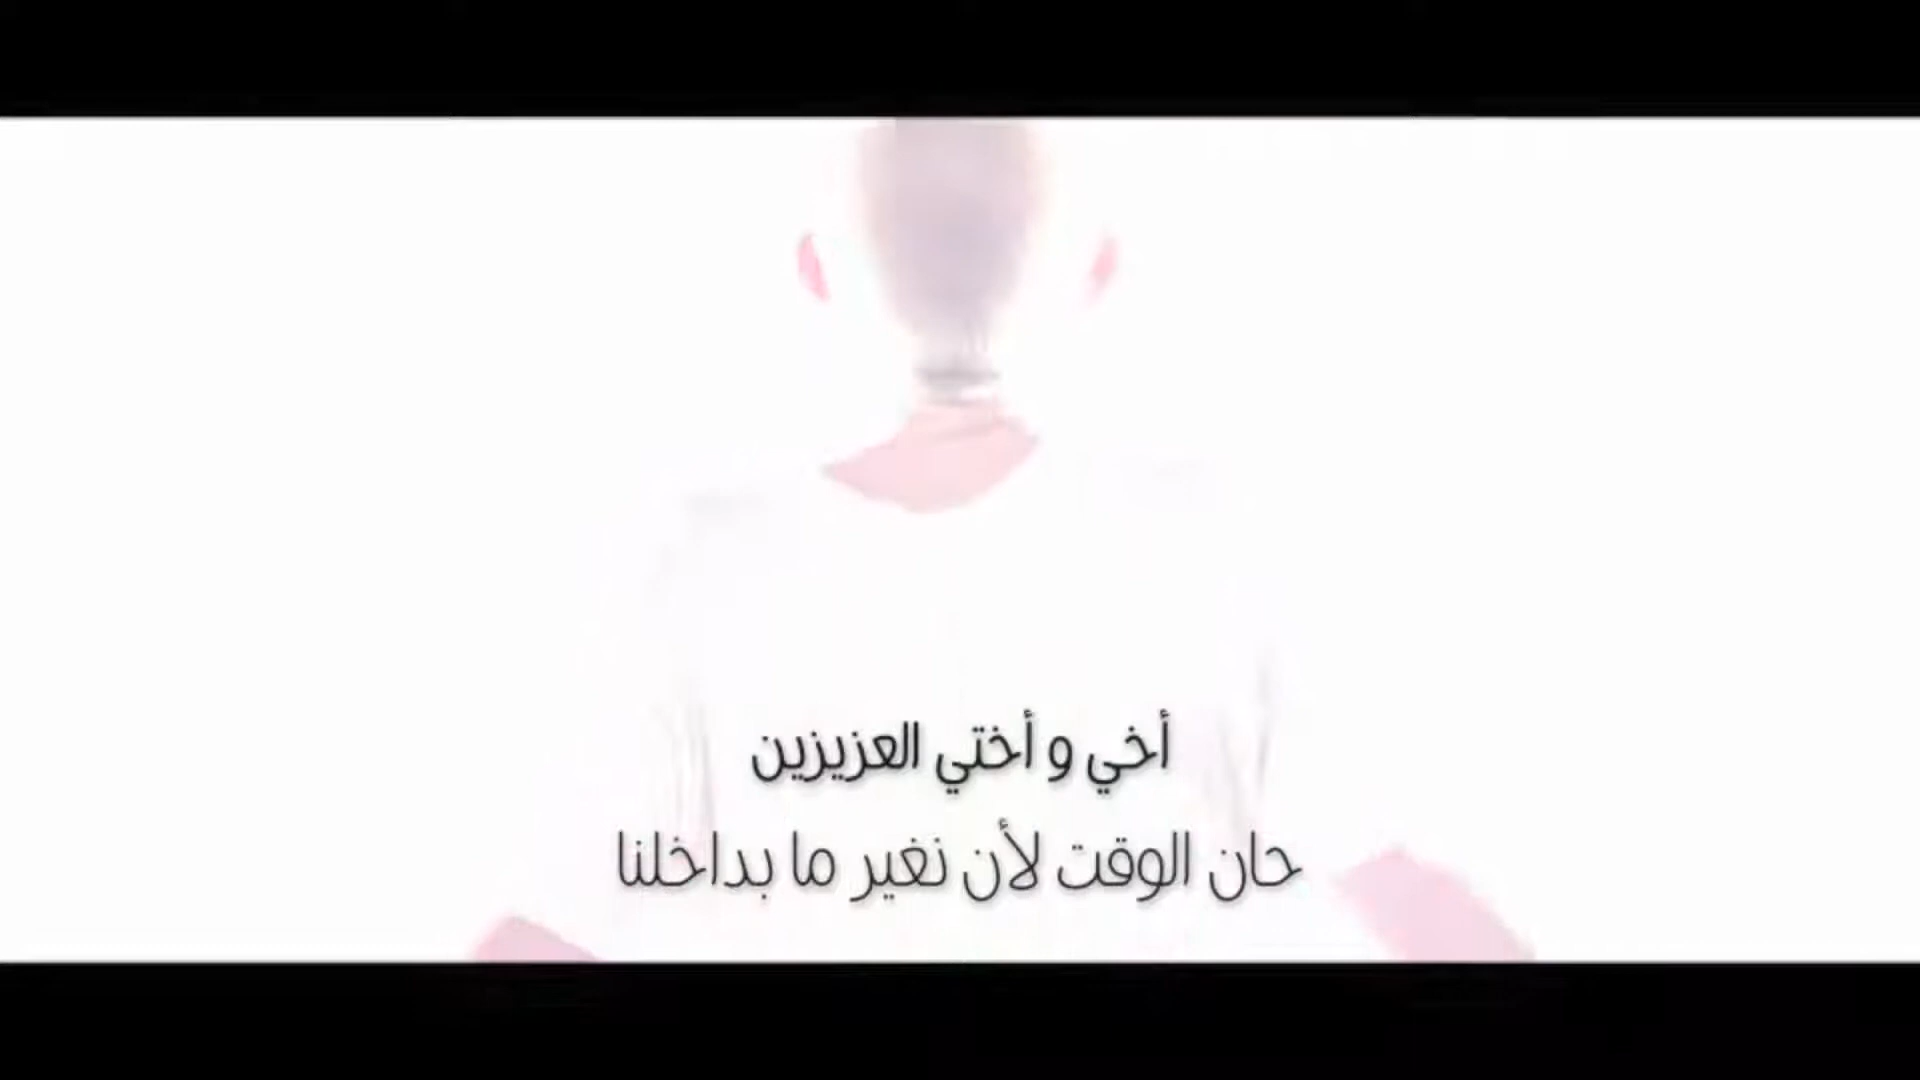 أخي و أختي العزيزين
حان الوقت لأن نغير ما بداخلنا